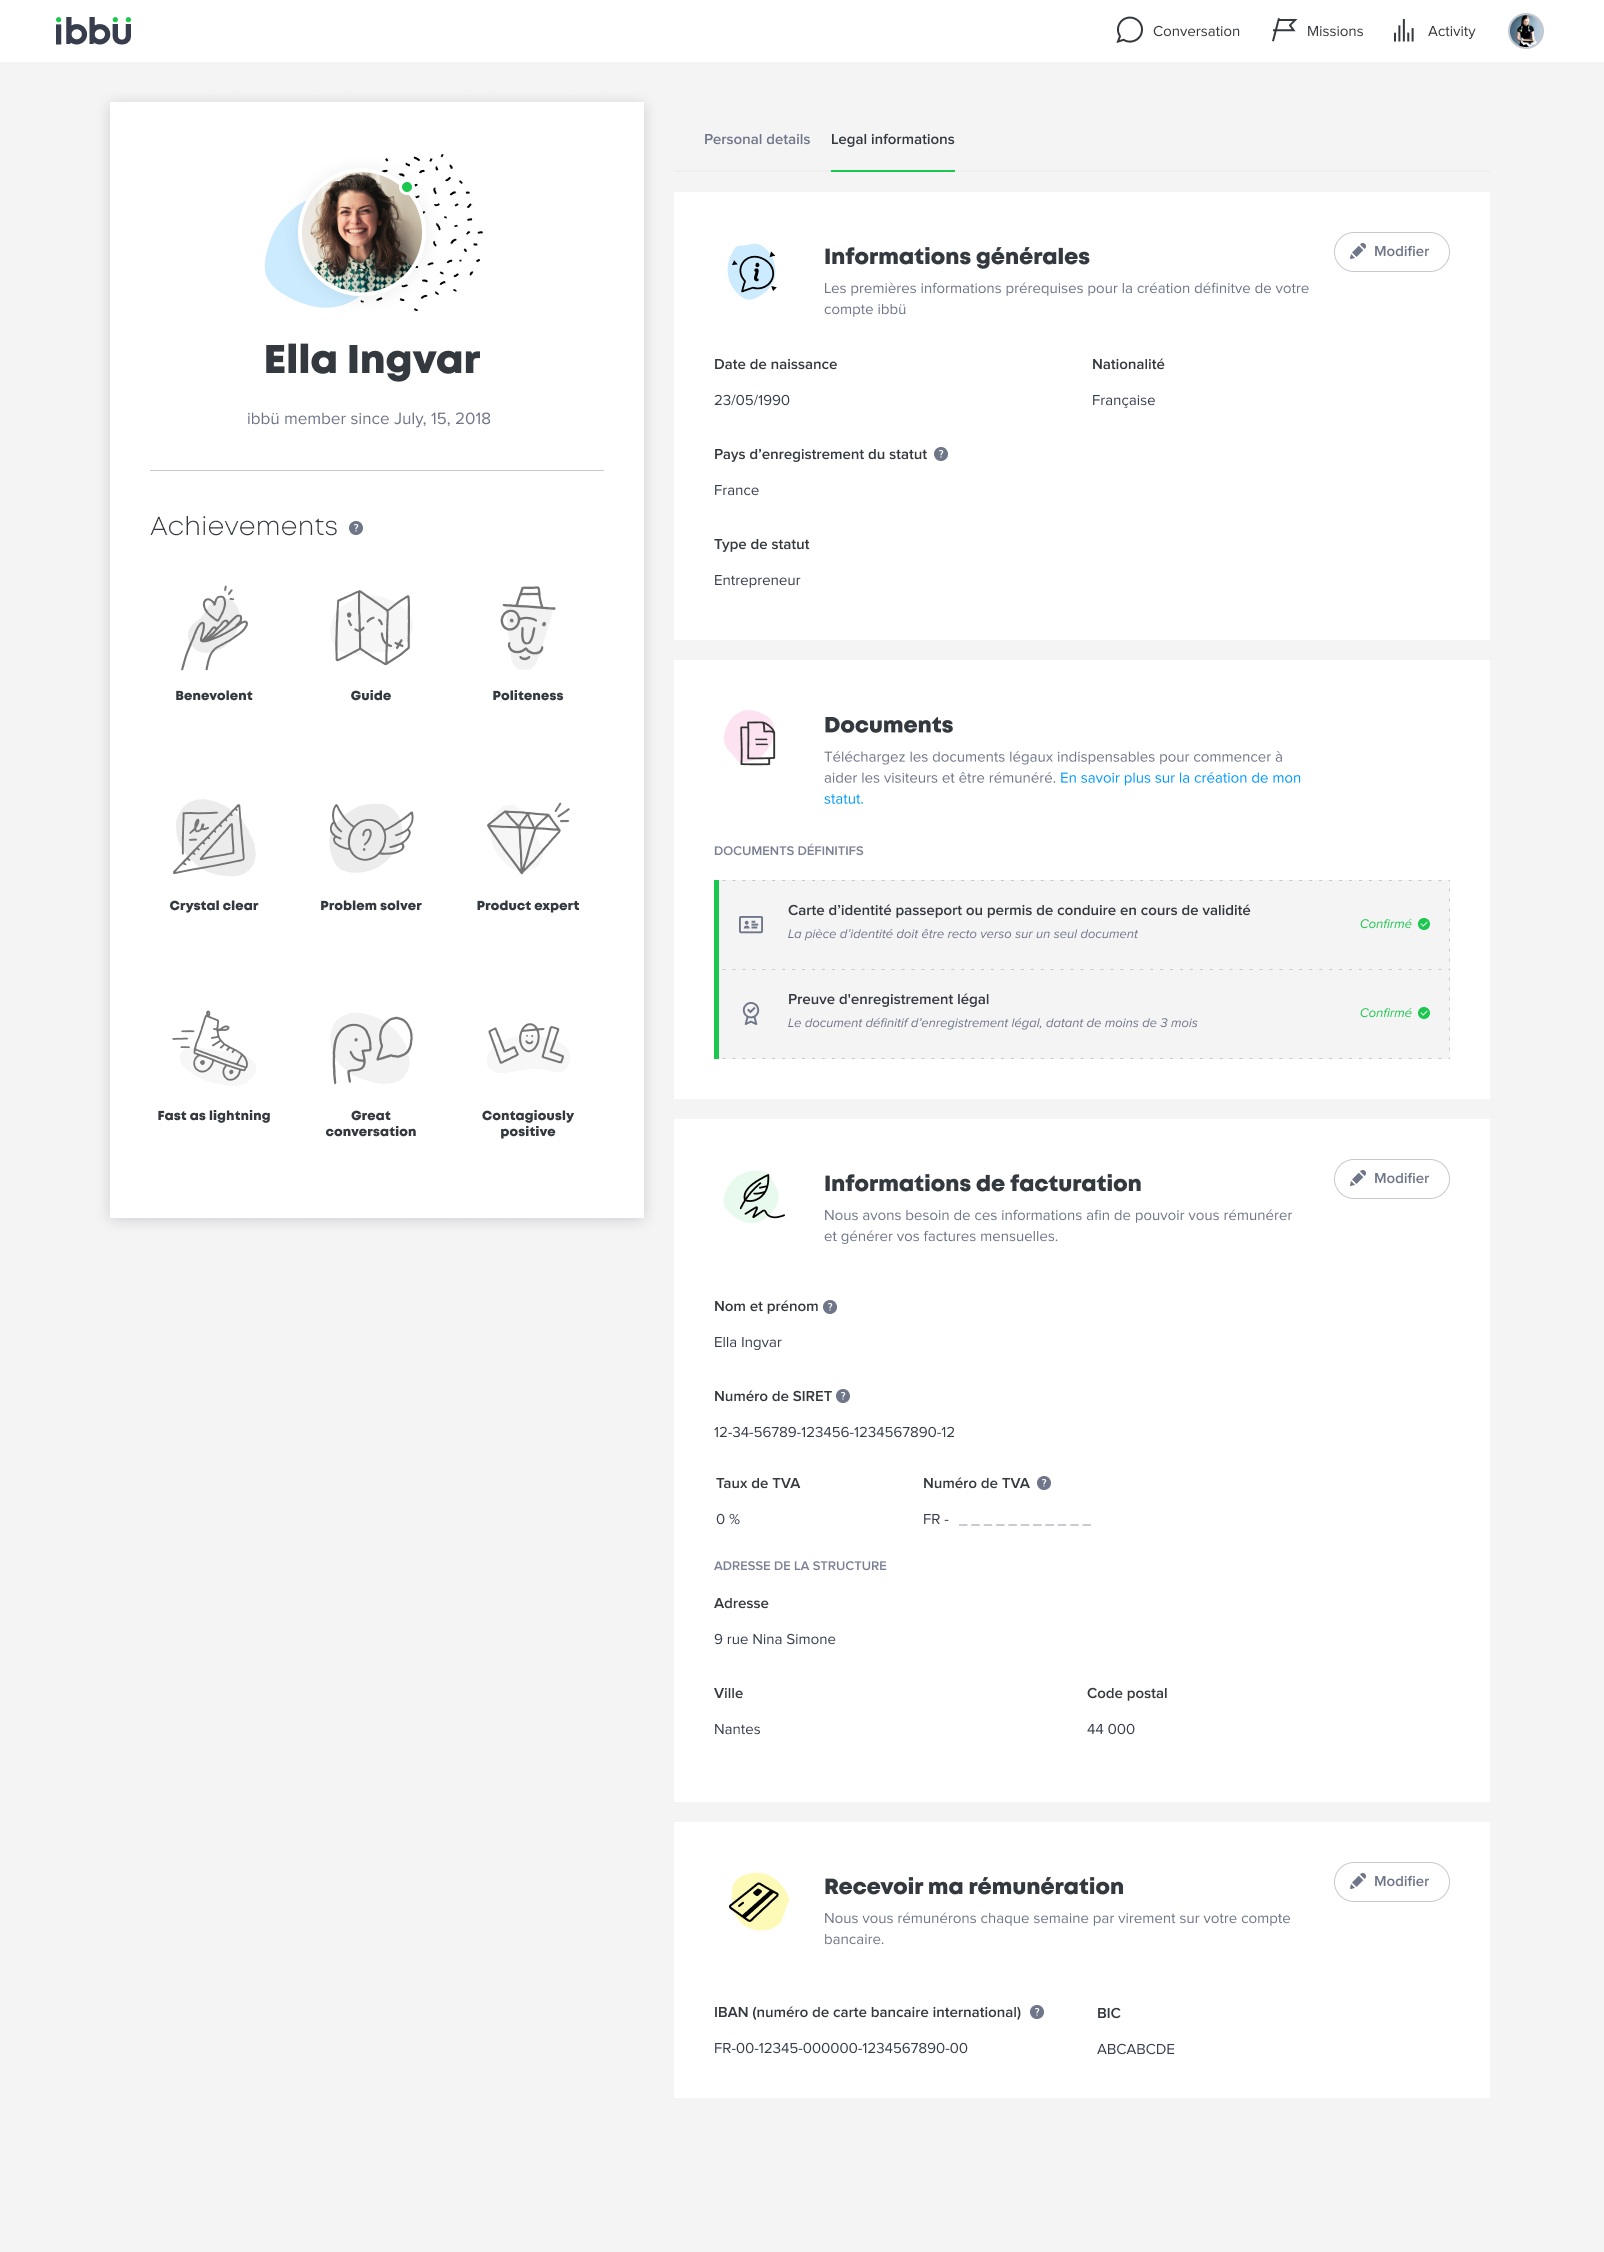 ibbü
Conversation
Missions
Activity
Ella Ingvar
ibbü member since July, 15, 2018
Achievements ?
Benevolent
Guide
Politeness
le
?
Crystal clear
Problem solver
Product expert
LOL
Fast as lightning
Great
conversation
Contagiously
positive
Personal details
Legal informations
i
Informations générales
Modifier
Les premières informations prérequises pour la création définitve de votre
compte ibbü
Date de naissance
Nationalité
23/05/1990
Française
Pays d’enregistrement du statut ?
France
Type de statut
Entrepreneur
Documents
Téléchargez les documents légaux indispensables pour commencer à
aider les visiteurs et être rémunéré. En savoir plus sur la création de mon
statut.
DOCUMENTS DÉFINITIFS
Carte d’identité passeport ou permis de conduire en cours de validité
La pièce d’identité doit être recto verso sur un seul document
Confirmé
Preuve d'enregistrement légal
Le document définitif d’enregistrement légal, datant de moins de 3 mois
Confirmé
Informations de facturation
Modifier
Nous avons besoin de ces informations afin de pouvoir vous rémunérer
et générer vos factures mensuelles.
Nom et prénom ?
Ella Ingvar
Numéro de SIRET ?
12-34-56789-123456-1234567890-12
Taux de TVA
Numéro de TVA ?
0 %
FR - _ _ _ _ _ _ _ _ _ _ _
ADRESSE DE LA STRUCTURE
Adresse
9 rue Nina Simone
Ville
Code postal
Nantes
44 000
Recevoir ma rémunération
Modifier
Nous vous rémunérons chaque semaine par virement sur votre compte
bancaire.
IBAN (numéro de carte bancaire international) ?
BIC
FR-00-12345-000000-1234567890-00
ABCABCDE